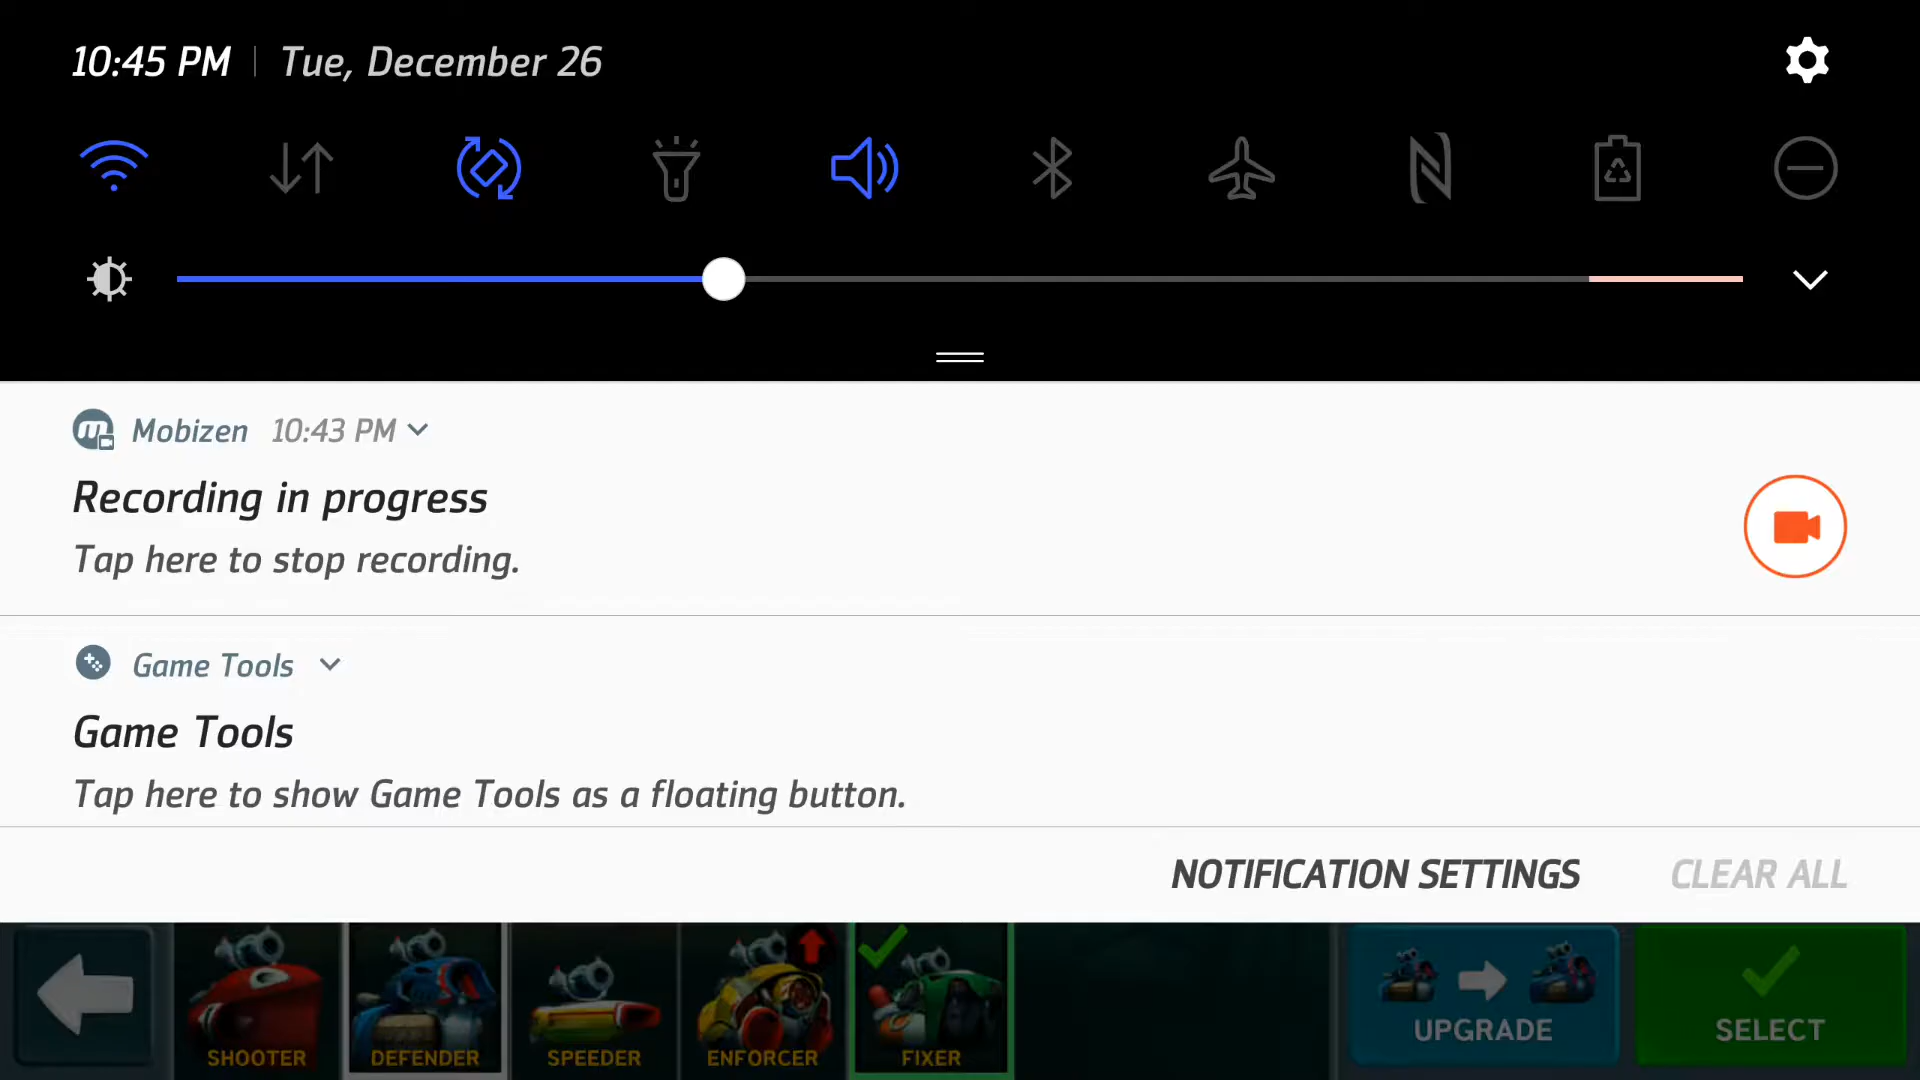 10:45 PM | Tue, December 26
Mobizen 10:43 PM
Recording in progress
Tap here to stop recording.
Game Tools
Game Tools
Tap here to show Game Tools as a floating button.
NOTIFICATION SETTINGS CLEAR ALL
SHOOTER DEFENDER SPEEDER ENFORCER FIXER UPGRADE SELECT